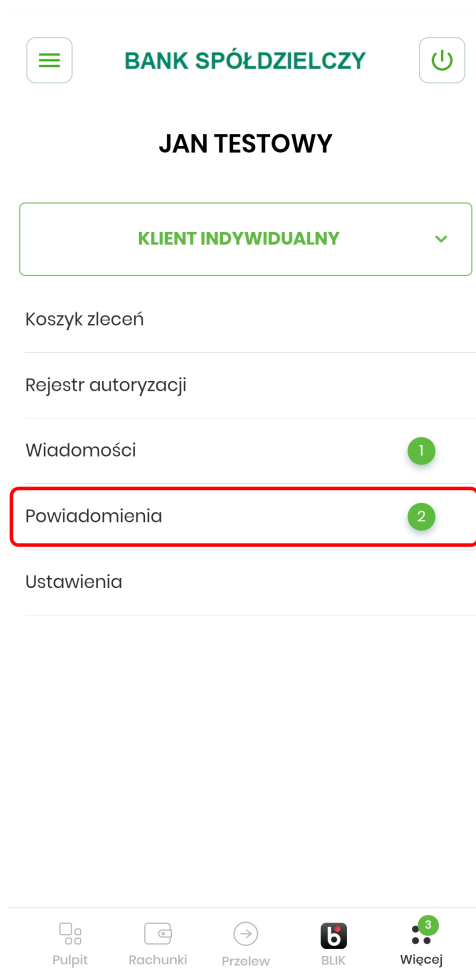 BANK SPÓŁDZIELCZY
JAN TESTOWY
KLIENT INDYWIDUALNY
Koszyk zleceń
Rejestr autoryzacji
Wiadomości 1
Powiadomienia 2
Ustawienia
3
Pulpit Rachunki Przelew BLIK Więcej